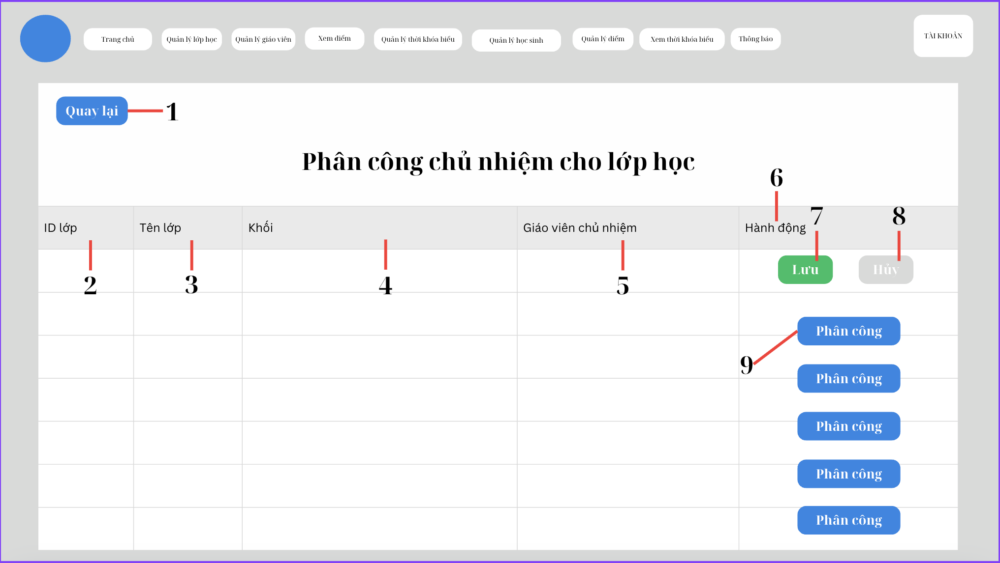 Trang chủ
Quản lý lớp học
Quản lý giáo viên
Xem điểm
Quản lý thời khóa biểu
Quản lý học sinh
Quản lý điểm
Xem thời khóa biểu
Thông báo
TÀI KHOẢN
Quay lại
1
Phân công chủ nhiệm cho lớp học
6
7
8
ID lớp
Tên lớp
Khối
Giáo viên chủ nhiệm
Hành động
2
3
4
5
Lưu
Hủy
Phân công
9
Phân công
Phân công
Phân công
Phân công